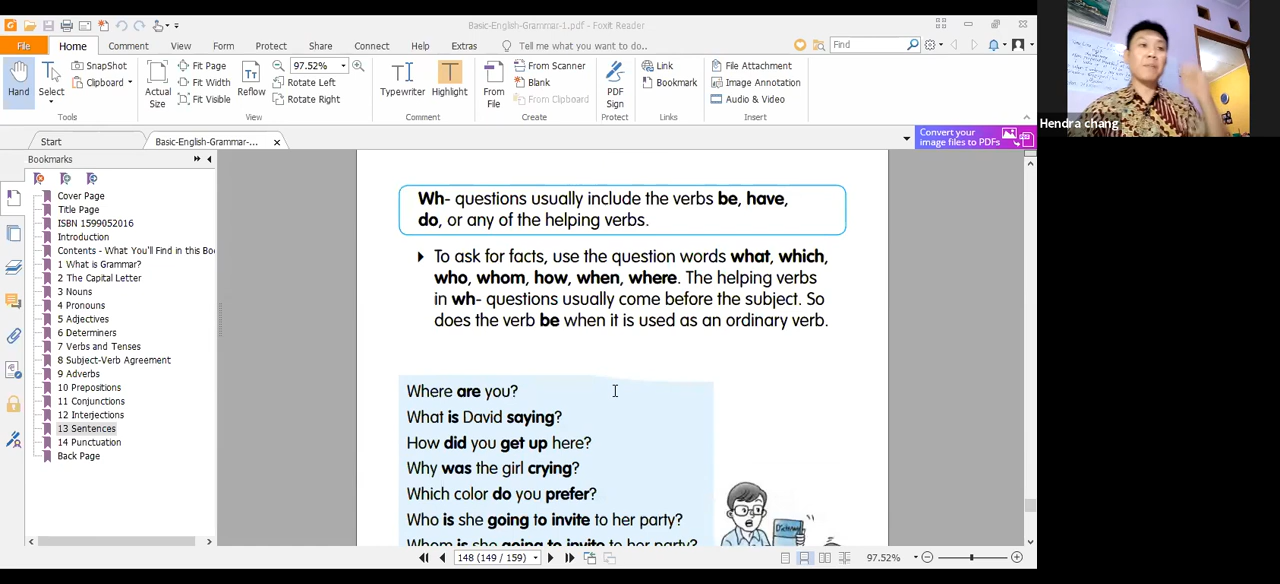 Basic-English-Grammar-1.pdf - Foxit Reader
File Home Comment View Form Protect Share Connect Help Extras Tell me what you want to do.. Find
Hand Select SnapShot Clipboard Actual Size Fit Page Fit Width Fit Visible Reflow 97.52% Rotate Left Rotate Right Typewriter Highlight From File From Scanner Blank From Clipboard PDF Sign Link Bookmark File Attachment Image Annotation Audio & Video
Tools View Comment Create Protect Links Insert
Hendra chang
Start Basic-English-Grammar-...
Convert your
image files to PDFs
Bookmarks
Cover Page
Title Page
ISBN 1599052016
Introduction
Contents - What You'll Find in this Boo
1 What is Grammar?
2 The Capital Letter
3 Nouns
4 Pronouns
5 Adjectives
6 Determiners
7 Verbs and Tenses
8 Subject-Verb Agreement
9 Adverbs
10 Prepositions
11 Conjunctions
12 Interjections
13 Sentences
14 Punctuation
Back Page
Wh- questions usually include the verbs be, have,
do, or any of the helping verbs.
To ask for facts, use the question words what, which,
who, whom, how, when, where. The helping verbs
in wh- questions usually come before the subject. So
does the verb be when it is used as an ordinary verb.
Where are you?
What is David saying?
How did you get up here?
Why was the girl crying?
Which color do you prefer?
Who is she going to invite to her party?
Whom is she going to invite to her party?
148 (149 / 159) 97.52%